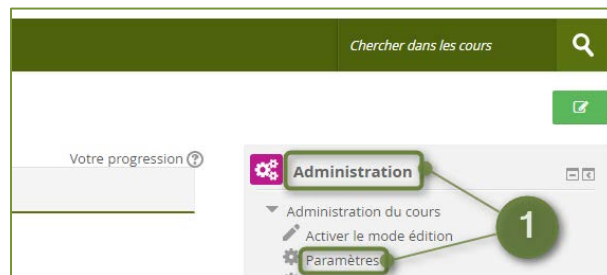 Chercher dans les cours
Votre progression
Administration
Administration du cours
Activer le mode édition
Paramètres
1